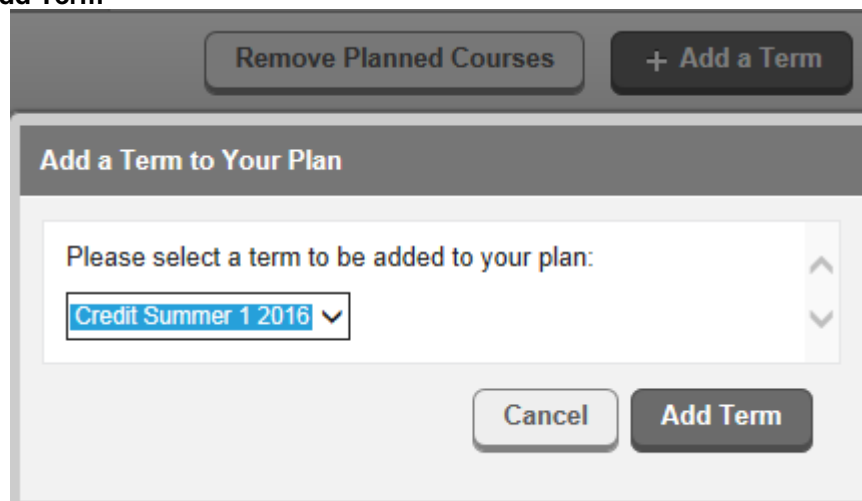 Remove Planned Courses + Add a Term
Add a Term to Your Plan
Please select a term to be added to your plan:
Credit Summer 1 2016
Cancel Add Term